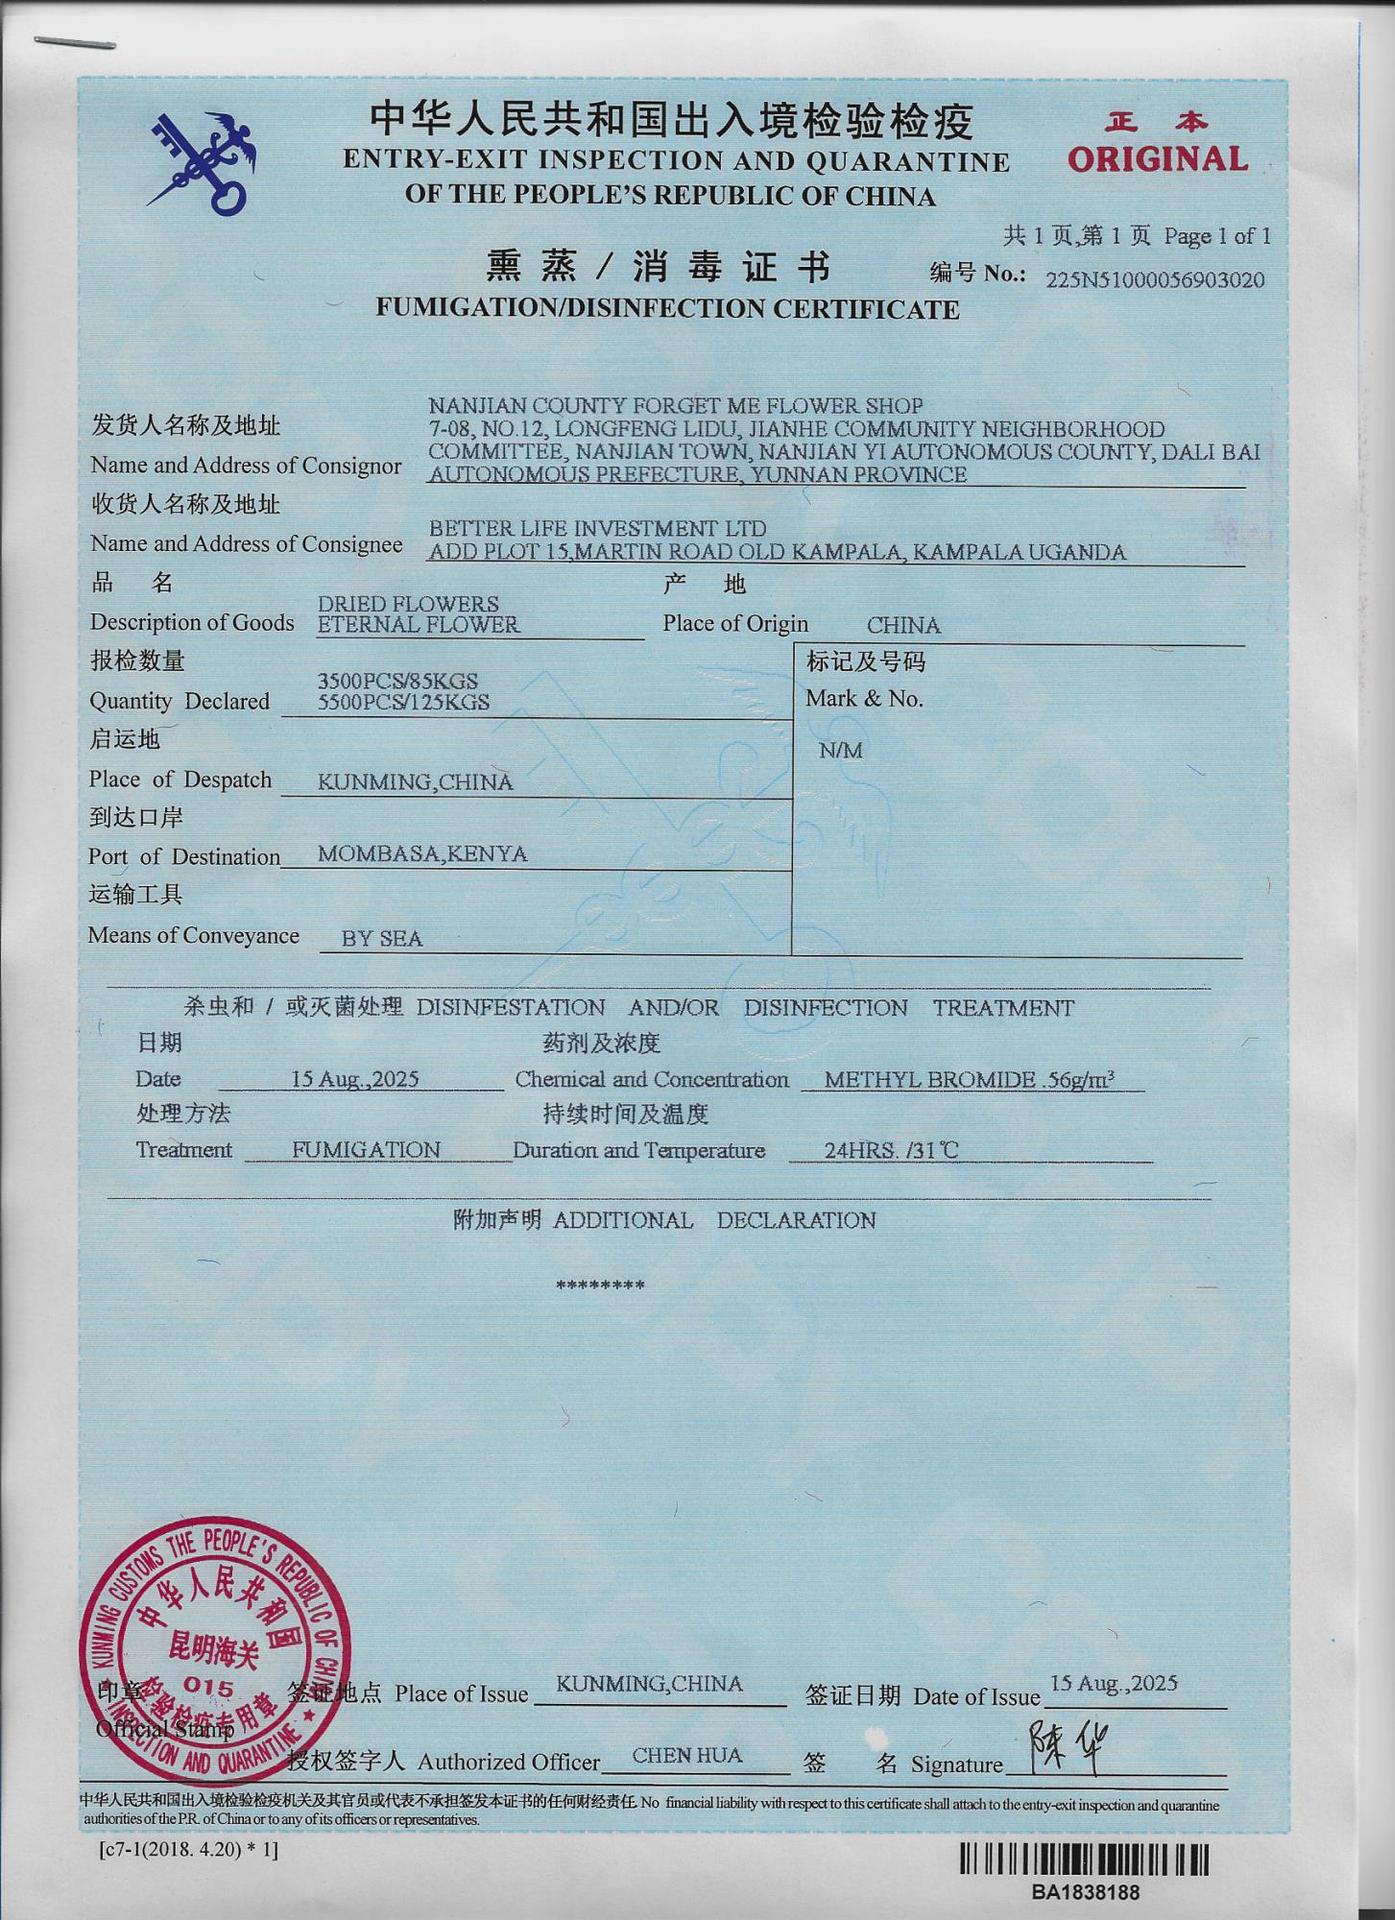 中华人民共和国出入境检验检疫
正本
ENTRY-EXIT INSPECTION AND QUARANTINE
ORIGINAL
OF THE PEOPLE'S REPUBLIC OF CHINA
共 1 页,第 1 页 Page 1 of 1
熏蒸/消毒证书
编号 No.: 225N51000056903020
FUMIGATION/DISINFECTION CERTIFICATE
发货人名称及地址
Name and Address of Consignor
NANJIAN COUNTY FORGET ME FLOWER SHOP
7-08, NO.12, LONGFENG LIDU, JIANHE COMMUNITY NEIGHBORHOOD
COMMITTEE, NANJIAN TOWN, NANJIAN YI AUTONOMOUS COUNTY, DALI BAI
AUTONOMOUS PREFECTURE, YUNNAN PROVINCE
收货人名称及地址
Name and Address of Consignee
BETTER LIFE INVESTMENT LTD
ADD PLOT 15,MARTIN ROAD OLD KAMPALA, KAMPALA UGANDA
品名
Description of Goods
DRIED FLOWERS
ETERNAL FLOWER
产地
Place of Origin CHINA
报检数量
Quantity Declared
3500PCS/85KGS
5500PCS/125KGS
标记及号码
Mark & No.
N/M
启运地
Place of Despatch KUNMING,CHINA
到达口岸
Port of Destination MOMBASA,KENYA
运输工具
Means of Conveyance BY SEA
杀虫和 / 或灭菌处理 DISINFESTATION AND/OR DISINFECTION TREATMENT
日期
药剂及浓度
Date 15 Aug.,2025
Chemical and Concentration METHYL BROMIDE .56g/m³
处理方法
持续时间及温度
Treatment FUMIGATION
Duration and Temperature 24HRS. /31℃
附加声明 ADDITIONAL DECLARATION
********
KUNMING CUSTOMS THE PEOPLE'S REPUBLIC OF CHINA
中华人民共和国
昆明海关
015
检验检疫专用章
INSPECTION AND QUARANTINE
印章
Official Stamp
签证地点 Place of Issue KUNMING,CHINA
签证日期 Date of Issue 15 Aug.,2025
授权签字人 Authorized Officer CHEN HUA
签名 Signature 陈华
中华人民共和国出入境检验检疫机关及其官员或代表不承担签发本证书的任何财经责任. No financial liability with respect to this certificate shall attach to the entry-exit inspection and quarantine
authorities of the P.R. of China or to any of its officers or representatives.
[c7-1(2018. 4.20) * 1]
BA1838188